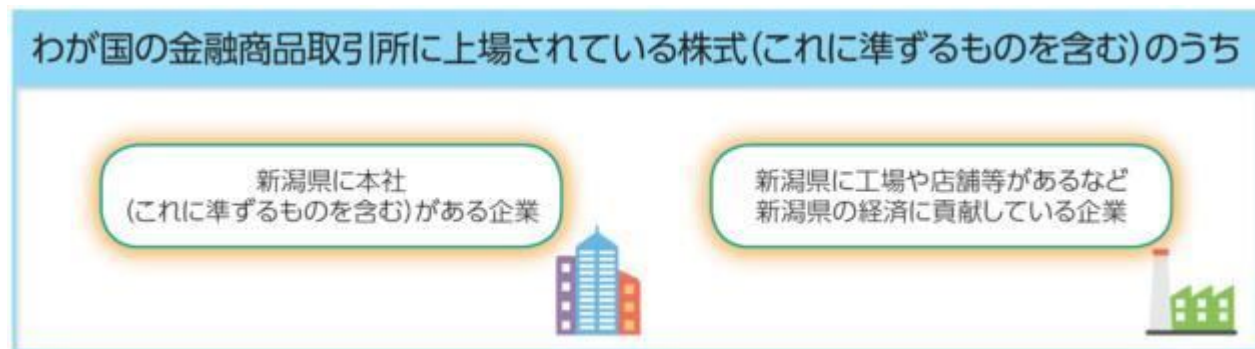 わが国の金融商品取引所に上場されている株式(これに準ずるものを含む)のうち
新潟県に本社
(これに準ずるものを含む)がある企業
新潟県に工場や店舗等があるなど
新潟県の経済に貢献している企業